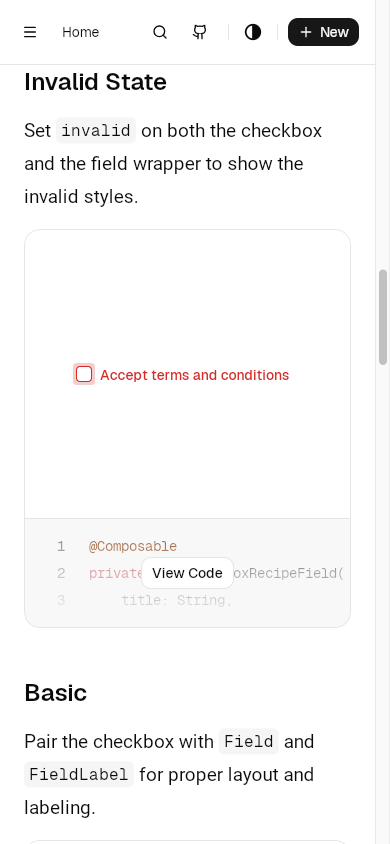 Home
New
Invalid State
Set invalid on both the checkbox
and the field wrapper to show the
invalid styles.
Accept terms and conditions
1 @Composable
2 private View Code oxRecipeField(
3 title: String,
Basic
Pair the checkbox with Field and
FieldLabel for proper layout and
labeling.